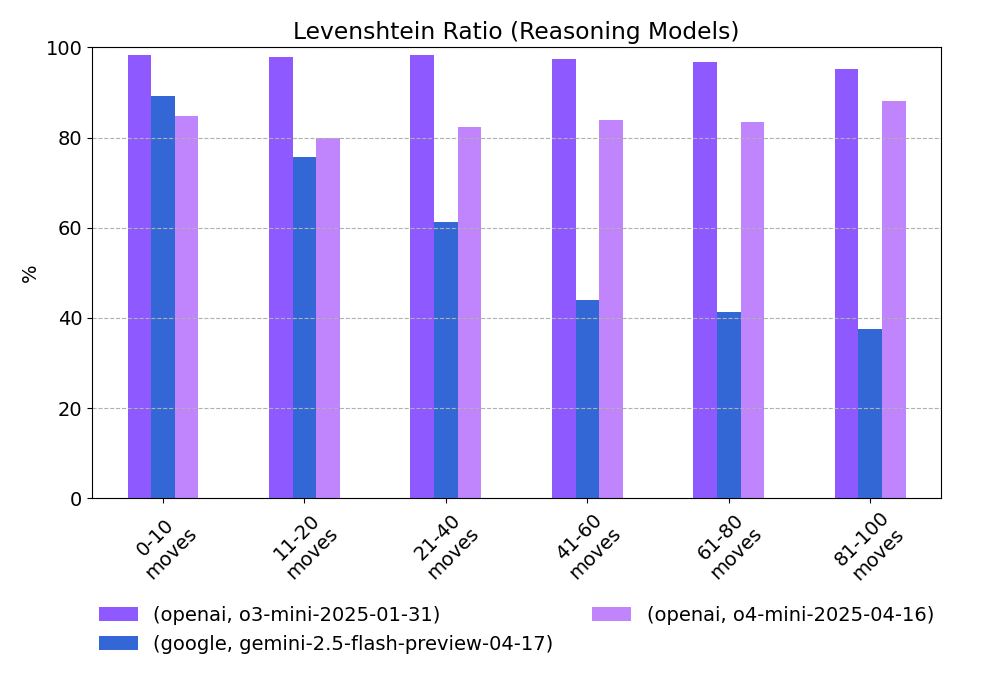 Levenshtein Ratio (Reasoning Models)
100
80
60
40
20
0
%
0-10
moves
11-20
moves
21-40
moves
41-60
moves
61-80
moves
81-100
moves
(openai, o3-mini-2025-01-31)
(google, gemini-2.5-flash-preview-04-17)
(openai, o4-mini-2025-04-16)